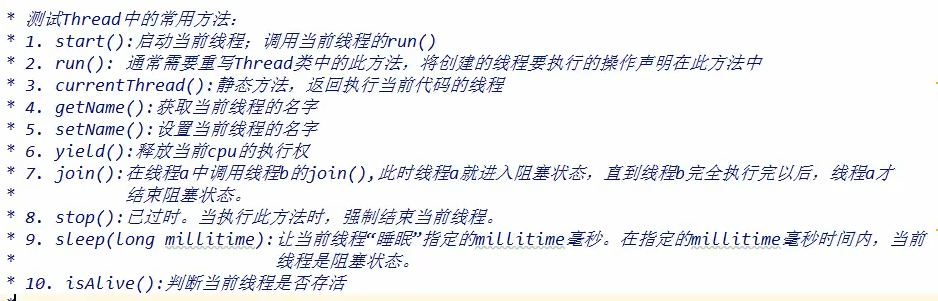 * 测试Thread中的常用方法:
* 1. start():启动当前线程；调用当前线程的run()
* 2. run(): 通常需要重写Thread类中的此方法，将创建的线程要执行的操作声明在此方法中
* 3. currentThread():静态方法，返回执行当前代码的线程
* 4. getName():获取当前线程的名字
* 5. setName():设置当前线程的名字
* 6. yield():释放当前cpu的执行权
* 7. join():在线程a中调用线程b的join(),此时线程a就进入阻塞状态，直到线程b完全执行完以后，线程a才
* 结束阻塞状态。
* 8. stop():已过时。当执行此方法时，强制结束当前线程。
* 9. sleep(long millitime):让当前线程“睡眠”指定的millitime毫秒。在指定的millitime毫秒时间内，当前
* 线程是阻塞状态。
* 10. isAlive():判断当前线程是否存活
*